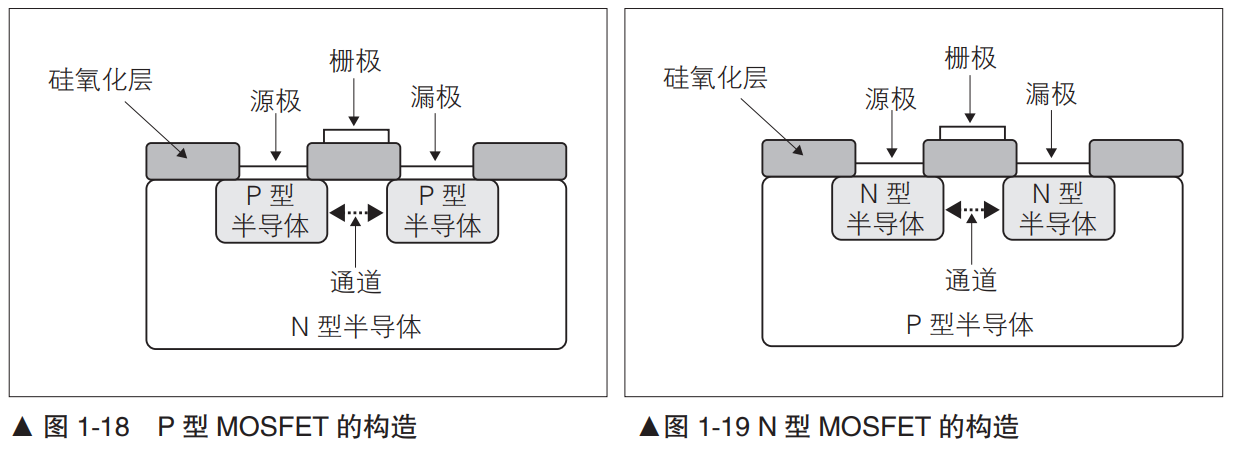 栅极
硅氧化层
源极
漏极
P 型
半导体
P 型
半导体
通道
N 型半导体
▲ 图 1-18 P 型 MOSFET 的构造
栅极
硅氧化层
源极
漏极
N 型
半导体
N 型
半导体
通道
P 型半导体
▲图 1-19 N 型 MOSFET 的构造